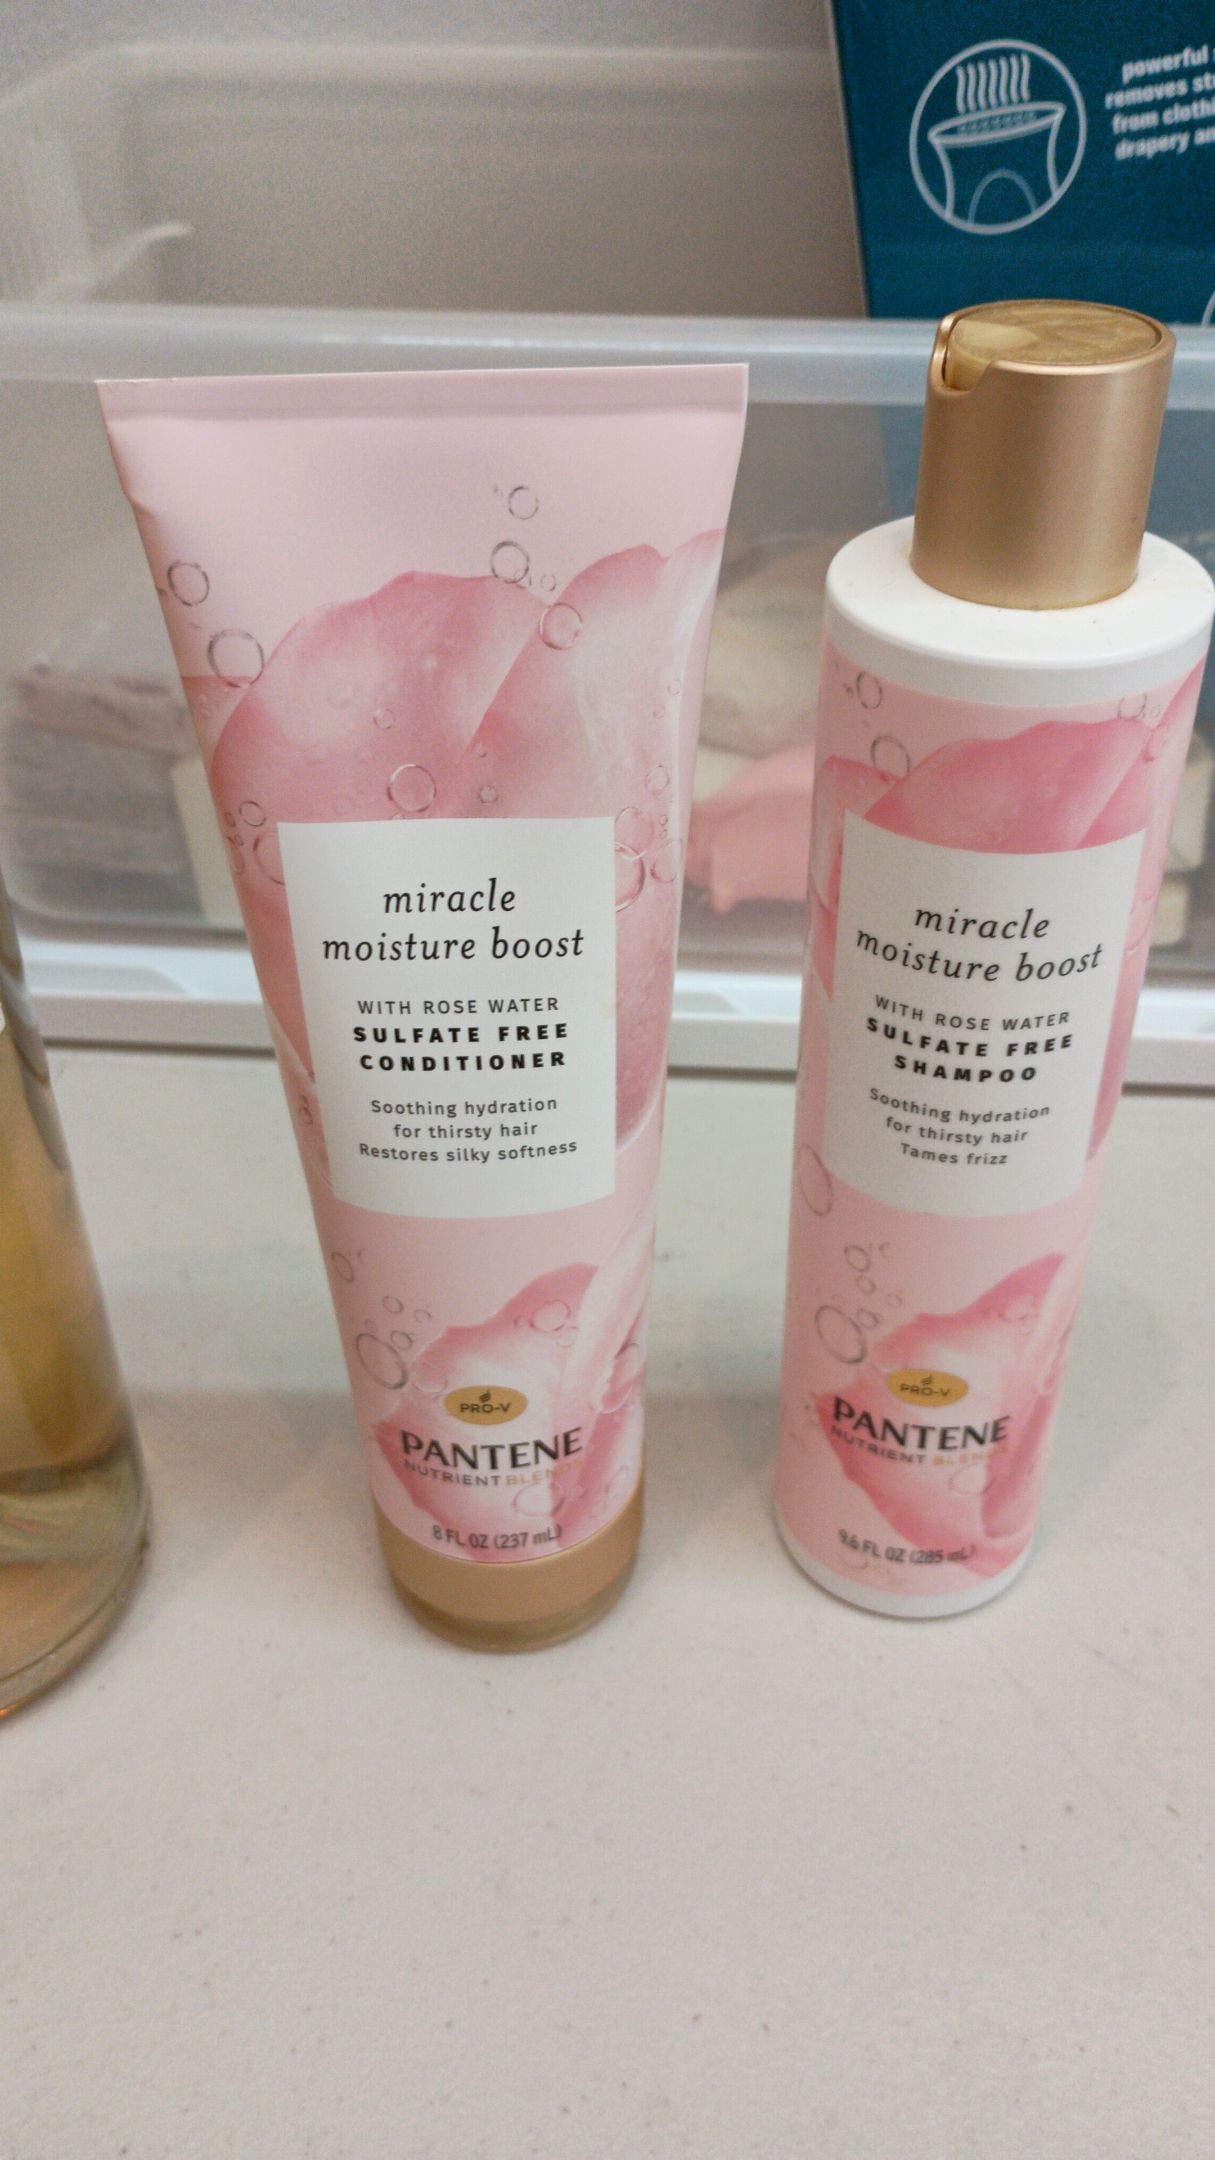 powerful
removes
from
drapery
miracle
moisture boost
WITH ROSE WATER
SULFATE FREE
CONDITIONER
Soothing hydration
for thirsty hair
Restores silky softness
PRO-V
PANTENE
NUTRIENT BLENDS
8 FL OZ (237 mL)
miracle
moisture boost
WITH ROSE WATER
SULFATE FREE
SHAMPOO
Soothing hydration
for thirsty hair
Tames frizz
PRO-V
PANTENE
NUTRIENT BLENDS
9.6 FL OZ (285 mL)